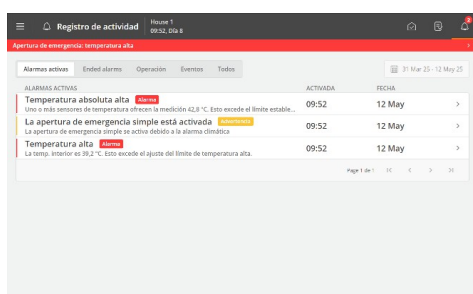 Registro de actividad
House 1
09:52, Día 8
2
Apertura de emergencia: temperatura alta
Alarmas activas Ended alarms Operación Eventos Todos
31 Mar 25 - 12 May 25
ALARMAS ACTIVAS ACTIVADA FECHA
Temperatura absoluta alta Alarma
Uno o más sensores de temperatura ofrecen la medición 42,8 °C. Esto excede el límite estable...
09:52 12 May
La apertura de emergencia simple está activada Advertencia
La apertura de emergencia simple se activa debido a la alarma climática
09:52 12 May
Temperatura alta Alarma
La temp. interior es 39,2 °C. Esto excede el ajuste del límite de temperatura alta.
09:52 12 May
Page 1 de 1